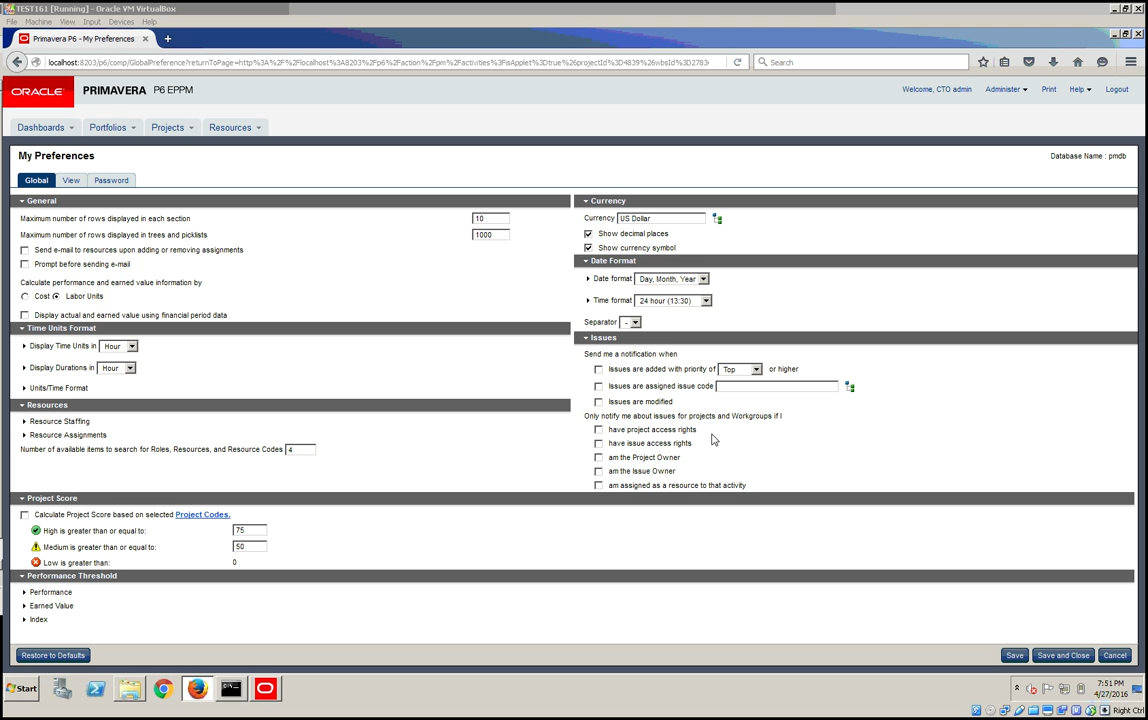 TEST161 [Running] - Oracle VM VirtualBox
File Machine View Input Devices Help
Primavera P6 - My Preferences
localhost:8203/p6/comp/GlobalPreference?returnToPage=http%3A%2F%2Flocalhost%3A8203%2Fp6%2Faction%2Fpm%2Factivities%3FisApplet%3Dtrue%26projectId%3D4839%26wbsId%3D2783
Search
ORACLE
PRIMAVERA P6 EPPM
Welcome, CTO admin Administer Print Help Logout
Dashboards Portfolios Projects Resources
My Preferences
Database Name : pmdb
Global View Password
General
Maximum number of rows displayed in each section 10
Maximum number of rows displayed in trees and picklists 1000
Send e-mail to resources upon adding or removing assignments
Prompt before sending e-mail
Calculate performance and earned value information by
Cost Labor Units
Display actual and earned value using financial period data
Time Units Format
Display Time Units in Hour
Display Durations in Hour
Units/Time Format
Resources
Resource Staffing
Resource Assignments
Number of available items to search for Roles, Resources, and Resource Codes 4
Currency
Currency US Dollar
Show decimal places
Show currency symbol
Date Format
Date format Day, Month, Year
Time format 24 hour (13:30)
Separator -
Issues
Send me a notification when
Issues are added with priority of Top or higher
Issues are assigned issue code
Issues are modified
Only notify me about issues for projects and Workgroups if I
have project access rights
have issue access rights
am the Project Owner
am the Issue Owner
am assigned as a resource to that activity
Project Score
Calculate Project Score based on selected Project Codes.
High is greater than or equal to: 75
Medium is greater than or equal to: 50
Low is greater than: 0
Performance Threshold
Performance
Earned Value
Index
Restore to Defaults
Save Save and Close Cancel
Start
7:51 PM
4/27/2016
Right Ctrl